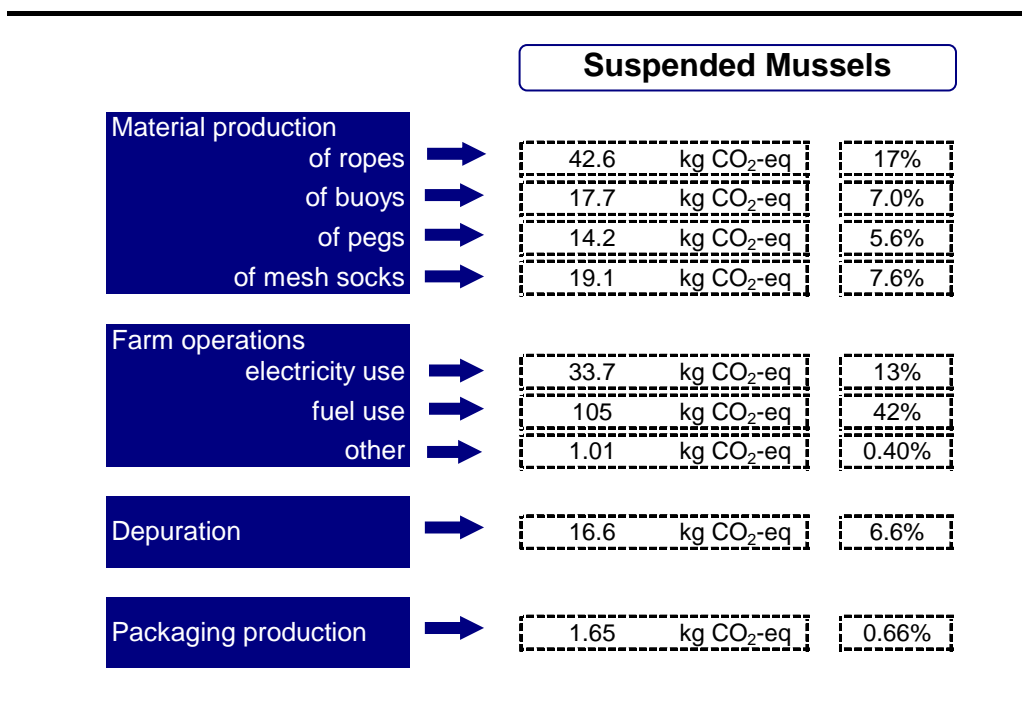 Suspended Mussels
Material production
of ropes 42.6 kg CO₂-eq 17%
of buoys 17.7 kg CO₂-eq 7.0%
of pegs 14.2 kg CO₂-eq 5.6%
of mesh socks 19.1 kg CO₂-eq 7.6%
Farm operations
electricity use 33.7 kg CO₂-eq 13%
fuel use 105 kg CO₂-eq 42%
other 1.01 kg CO₂-eq 0.40%
Depuration 16.6 kg CO₂-eq 6.6%
Packaging production 1.65 kg CO₂-eq 0.66%